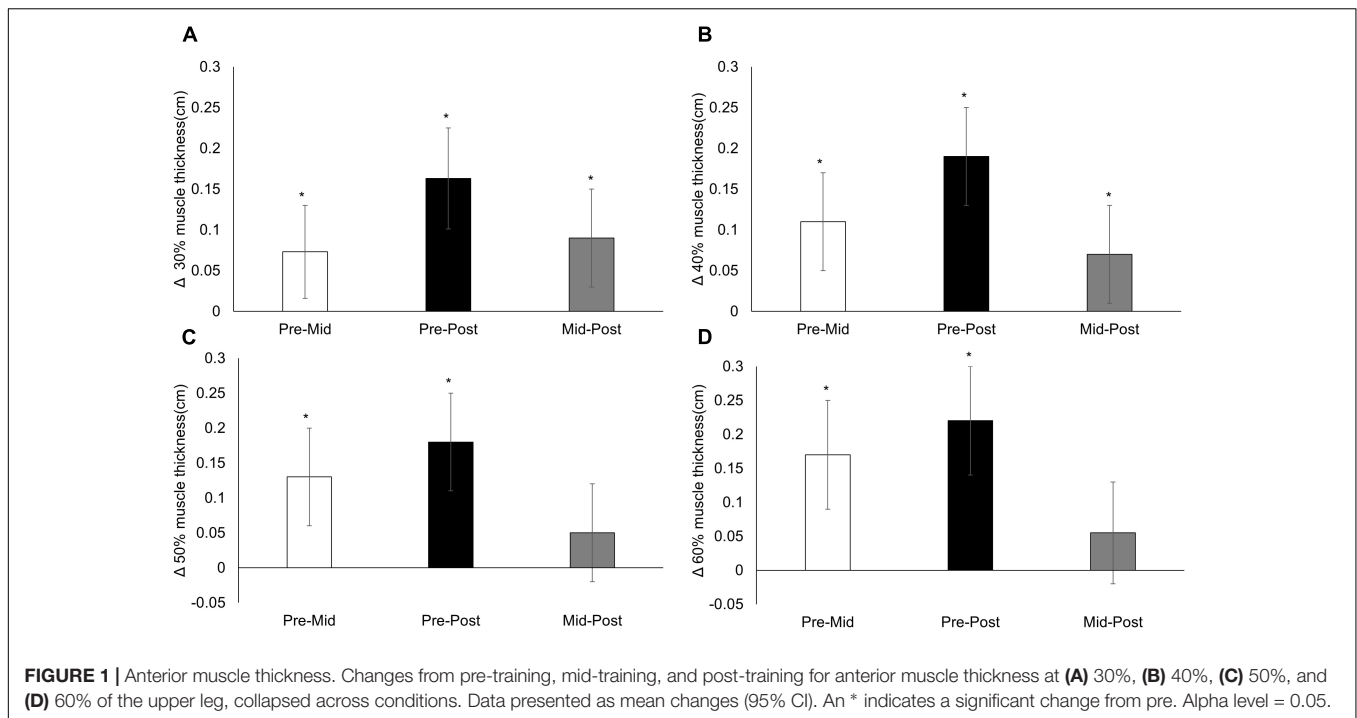 A
Δ 30% muscle thickness(cm)
0.3
0.25
0.2
0.15
0.1
0.05
0
*
*
*
Pre-Mid Pre-Post Mid-Post
B
Δ 40% muscle thickness(cm)
0.3
0.25
0.2
0.15
0.1
0.05
0
*
*
*
Pre-Mid Pre-Post Mid-Post
C
Δ 50% muscle thickness(cm)
0.3
0.25
0.2
0.15
0.1
0.05
0
-0.05
*
*
Pre-Mid Pre-Post Mid-Post
D
Δ 60% muscle thickness(cm)
0.3
0.25
0.2
0.15
0.1
0.05
0
-0.05
*
*
Pre-Mid Pre-Post Mid-Post
FIGURE 1 | Anterior muscle thickness. Changes from pre-training, mid-training, and post-training for anterior muscle thickness at (A) 30%, (B) 40%, (C) 50%, and
(D) 60% of the upper leg, collapsed across conditions. Data presented as mean changes (95% CI). An * indicates a significant change from pre. Alpha level = 0.05.